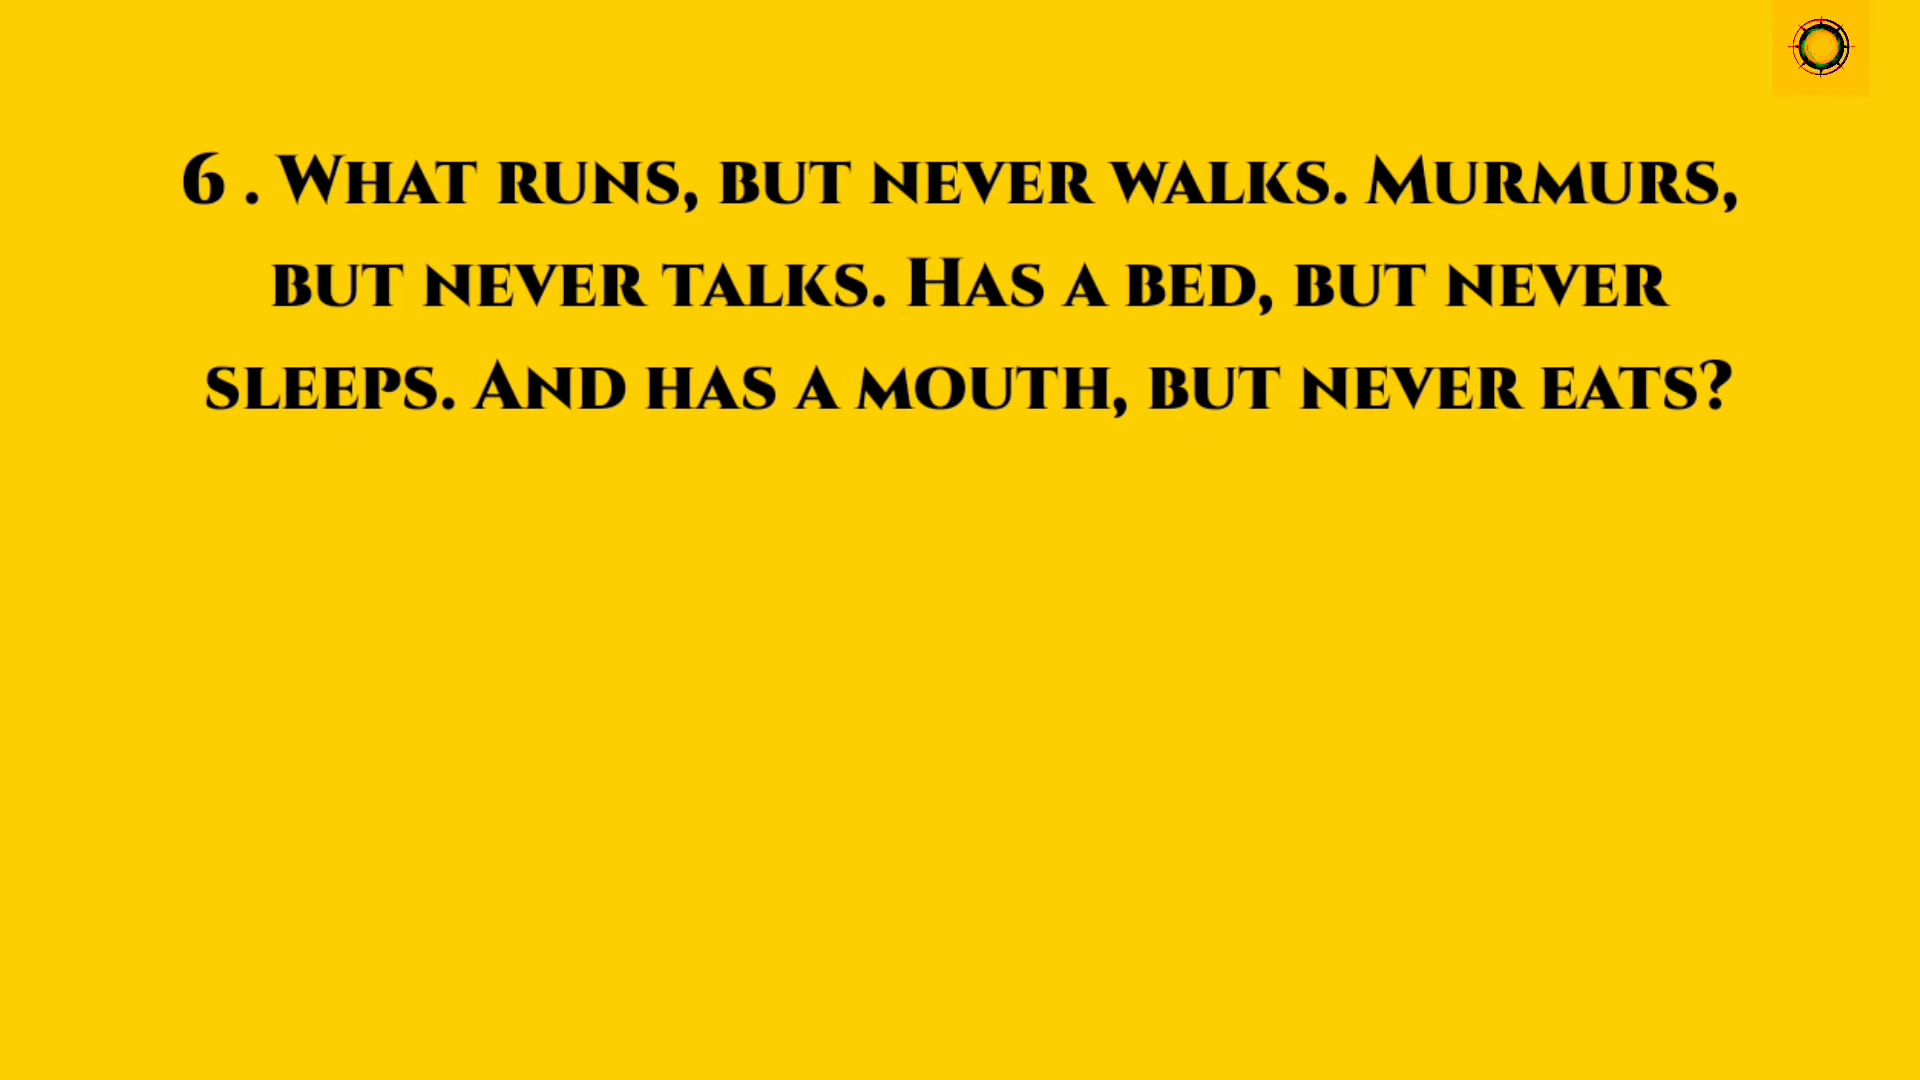 6 . What runs, but never walks. Murmurs,
but never talks. Has a bed, but never
sleeps. And has a mouth, but never eats?